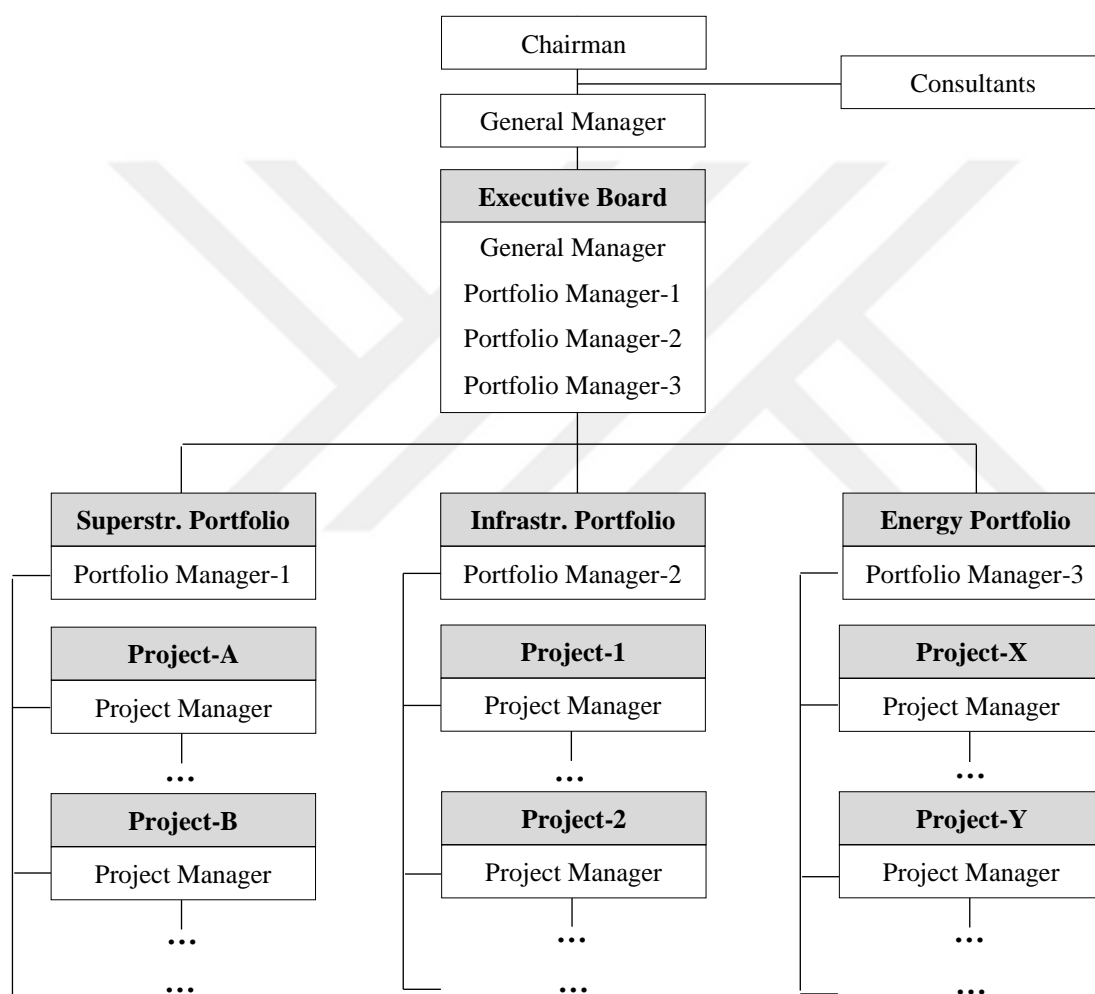 Chairman
Consultants
General Manager
Executive Board
General Manager
Portfolio Manager-1
Portfolio Manager-2
Portfolio Manager-3
Superstr. Portfolio
Portfolio Manager-1
Project-A
Project Manager
...
Project-B
Project Manager
...
...
Infrastr. Portfolio
Portfolio Manager-2
Project-1
Project Manager
...
Project-2
Project Manager
...
...
Energy Portfolio
Portfolio Manager-3
Project-X
Project Manager
...
Project-Y
Project Manager
...
...